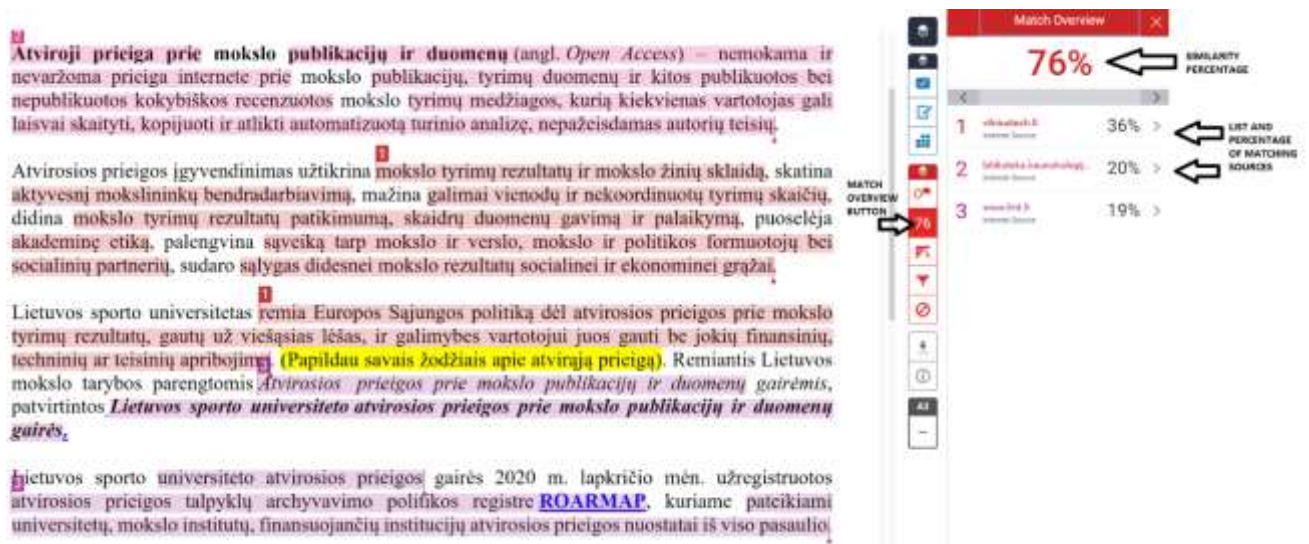 2
Atviroji prieiga prie mokslo publikacijų ir duomenų (angl. Open Access) – nemokama ir
nevaržoma prieiga internete prie mokslo publikacijų, tyrimų duomenų ir kitos publikuotos bei
nepublikuotos kokybiškos recenzuotos mokslo tyrimų medžiagos, kurią kiekvienas vartotojas gali
laisvai skaityti, kopijuoti ir atlikti automatizuotą turinio analizę, nepažeisdamas autorių teisių.
1
Atvirosios prieigos įgyvendinimas užtikrina mokslo tyrimų rezultatų ir mokslo žinių sklaidą, skatina
aktyvesnį mokslininkų bendradarbiavimą, mažina galimai vienodų ir nekoordinuotų tyrimų skaičių,
didina mokslo tyrimų rezultatų patikimumą, skaidrų duomenų gavimą ir palaikymą, puoselėja
akademinę etiką, palengvina sąveiką tarp mokslo ir verslo, mokslo ir politikos formuotojų bei
socialinių partnerių, sudaro sąlygas didesnei mokslo rezultatų socialinei ir ekonominei grąžai.
1
Lietuvos sporto universitetas remia Europos Sąjungos politiką dėl atvirosios prieigos prie mokslo
tyrimų rezultatų, gautų už viešąsias lėšas, ir galimybes vartotojui juos gauti be jokių finansinių,
techninių ar teisinių apribojimų. (Papildau savais žodžiais apie atvirąją prieigą). Remiantis Lietuvos
3
mokslo tarybos parengtomis Atvirosios prieigos prie mokslo publikacijų ir duomenų gairėmis,
patvirtintos Lietuvos sporto universiteto atvirosios prieigos prie mokslo publikacijų ir duomenų
gairės.
3
Lietuvos sporto universiteto atvirosios prieigos gairės 2020 m. lapkričio mėn. užregistruotos
atvirosios prieigos talpyklų archyvavimo politikos registre ROARMAP, kuriame pateikiami
universitetų, mokslo institutų, finansuojančių institucijų atvirosios prieigos nuostatai iš viso pasaulio.
MATCH
OVERVIEW
BUTTON
76
Match Overview
76%
SIMILARITY
PERCENTAGE
1 36%
Internet Source
2 20%
Internet Source
3 19%
Internet Source
LIST AND
PERCENTAGE
OF MATCHING
SOURCES